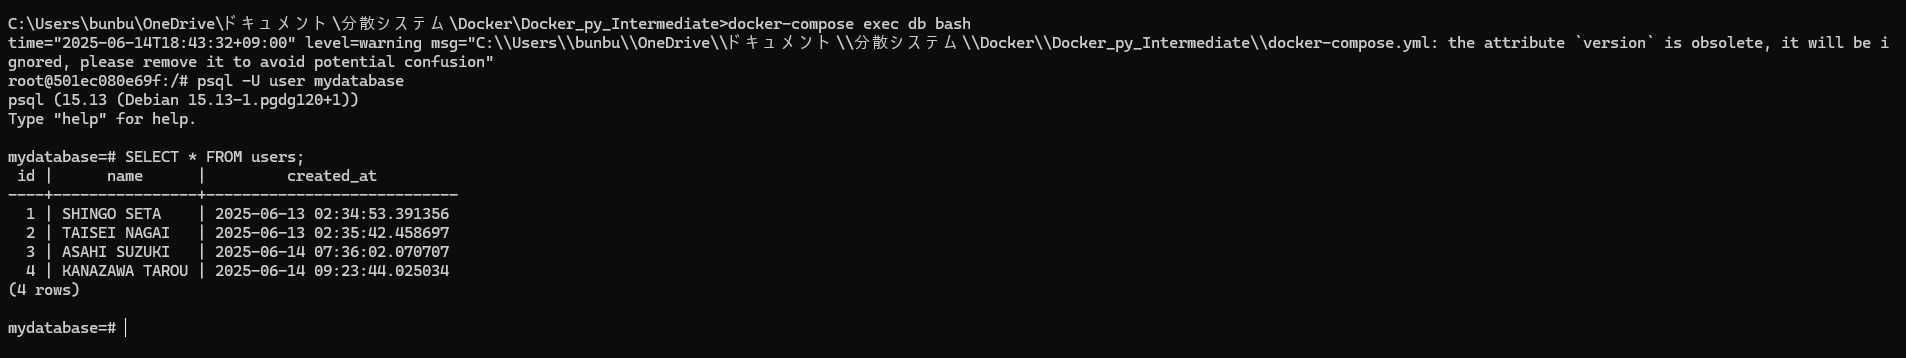 C:\Users\bunbu\OneDrive\ドキュメント\分散システム\Docker\Docker_py_Intermediate>docker-compose exec db bash
time="2025-06-14T18:43:32+09:00" level=warning msg="C:\\Users\\bunbu\\OneDrive\\ドキュメント\\分散システム\\Docker\\Docker_py_Intermediate\\docker-compose.yml: the attribute `version` is obsolete, it will be i
gnored, please remove it to avoid potential confusion"
root@501ec080e69f:/# psql -U user mydatabase
psql (15.13 (Debian 15.13-1.pgdg120+1))
Type "help" for help.
mydatabase=# SELECT * FROM users;
 id |      name      |         created_at
----+----------------+----------------------------
  1 | SHINGO SETA    | 2025-06-13 02:34:53.391356
  2 | TAISEI NAGAI   | 2025-06-13 02:35:42.458697
  3 | ASAHI SUZUKI   | 2025-06-14 07:36:02.070707
  4 | KANAZAWA TAROU | 2025-06-14 09:23:44.025034
(4 rows)
mydatabase=#